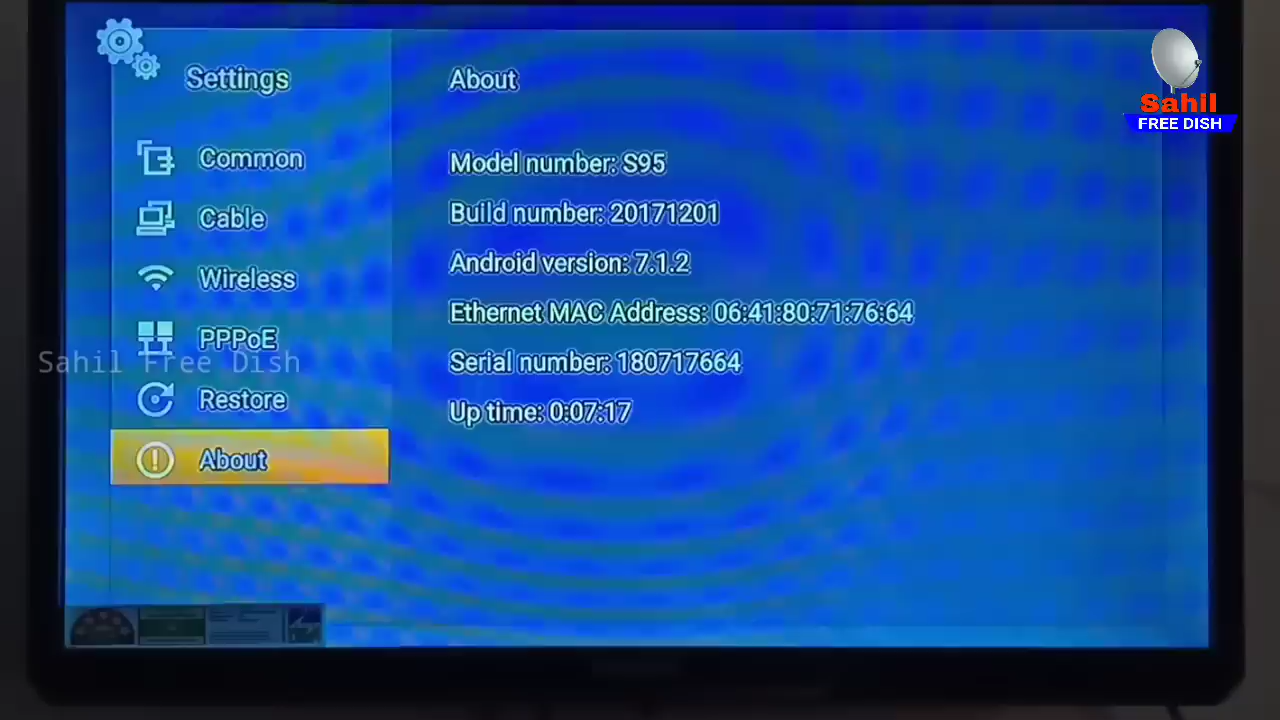 Settings
Common
Cable
Wireless
PPPoE
Restore
About
About
Model number: S95
Build number: 20171201
Android version: 7.1.2
Ethernet MAC Address: 06:41:80:71:76:64
Serial number: 180717664
Up time: 0:07:17
Sahil
FREE DISH
Sahil Free Dish